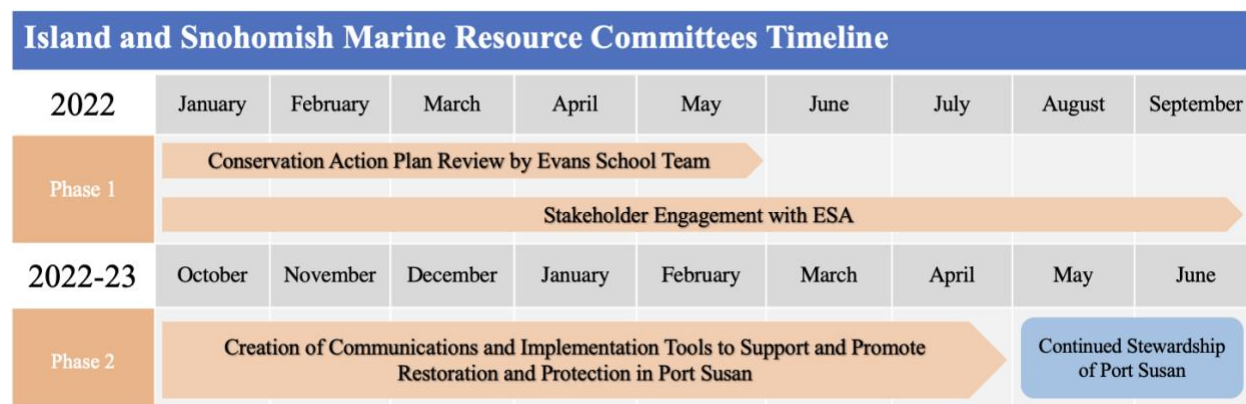 Island and Snohomish Marine Resource Committees Timeline
2022 January February March April May June July August September
Phase 1
Conservation Action Plan Review by Evans School Team
Stakeholder Engagement with ESA
2022-23 October November December January February March April May June
Phase 2
Creation of Communications and Implementation Tools to Support and Promote
Restoration and Protection in Port Susan
Continued Stewardship
of Port Susan